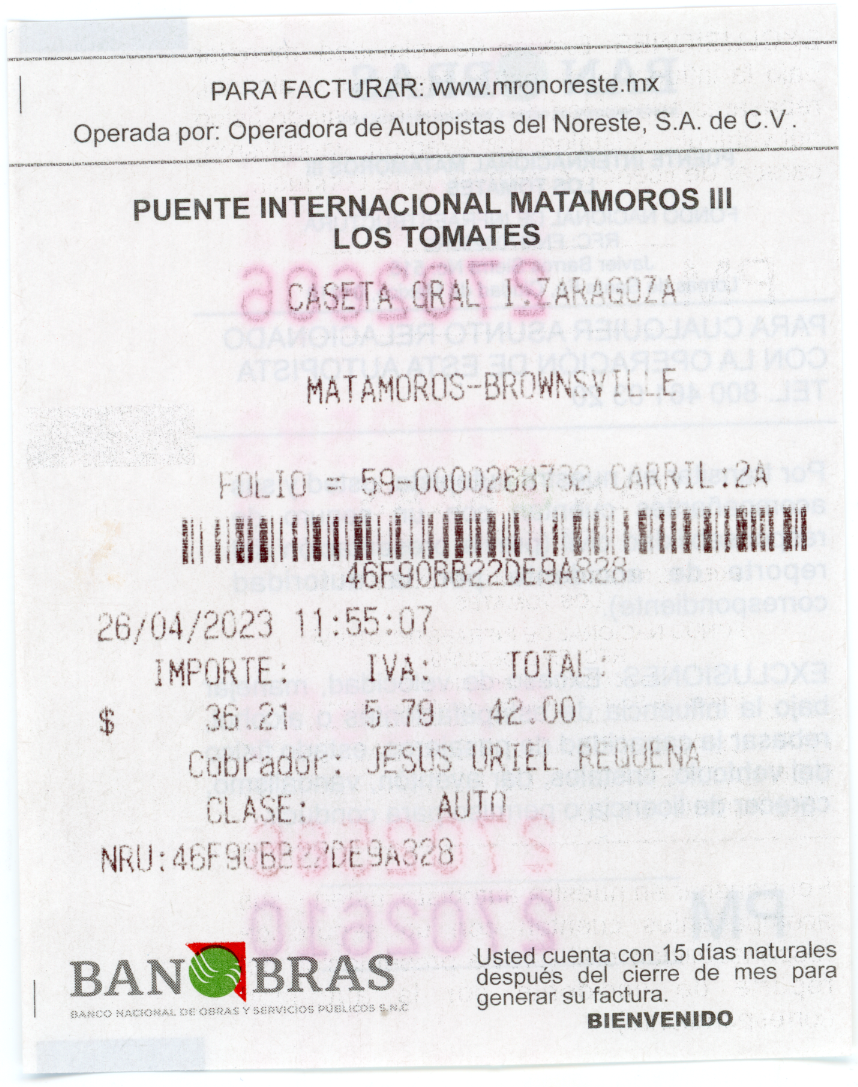 PARA FACTURAR: www.mronoreste.mx
Operada por: Operadora de Autopistas del Noreste, S.A. de C.V.
PUENTE INTERNACIONAL MATAMOROS III
LOS TOMATES
CASETA GRAL I.ZARAGOZA
MATAMOROS-BROWNSVILLE
FOLIO = 59-0000268732 CARRIL:2A
46F90BB22DE9A828
26/04/2023 11:55:07
IMPORTE: IVA: TOTAL:
$ 36.21 5.79 42.00
Cobrador: JESUS URIEL REQUENA
CLASE: AUTO
NRU:46F90BB22DE9A828
BANOBRAS
BANCO NACIONAL DE OBRAS Y SERVICIOS PÚBLICOS S.N.C
Usted cuenta con 15 días naturales
después del cierre de mes para
generar su factura.
BIENVENIDO